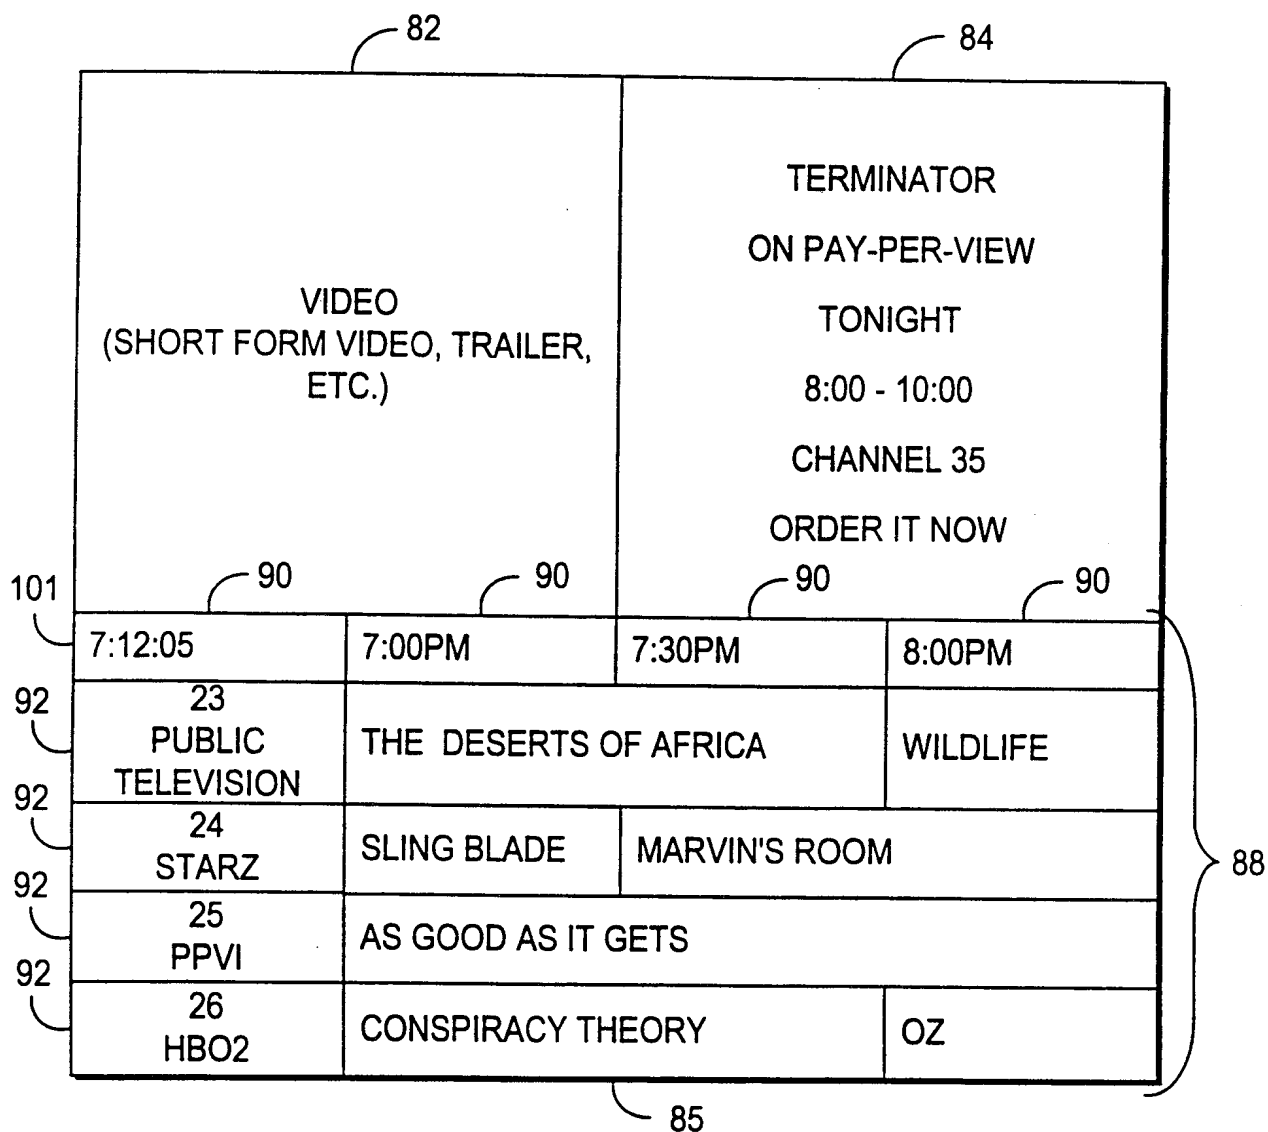 82
84
VIDEO
(SHORT FORM VIDEO, TRAILER,
ETC.)
TERMINATOR
ON PAY-PER-VIEW
TONIGHT
8:00 - 10:00
CHANNEL 35
ORDER IT NOW
101
90
90
90
90
7:12:05
7:00PM
7:30PM
8:00PM
92
23
PUBLIC
TELEVISION
THE DESERTS OF AFRICA
WILDLIFE
92
24
STARZ
SLING BLADE
MARVIN'S ROOM
88
92
25
PPVI
AS GOOD AS IT GETS
92
26
HBO2
CONSPIRACY THEORY
OZ
85